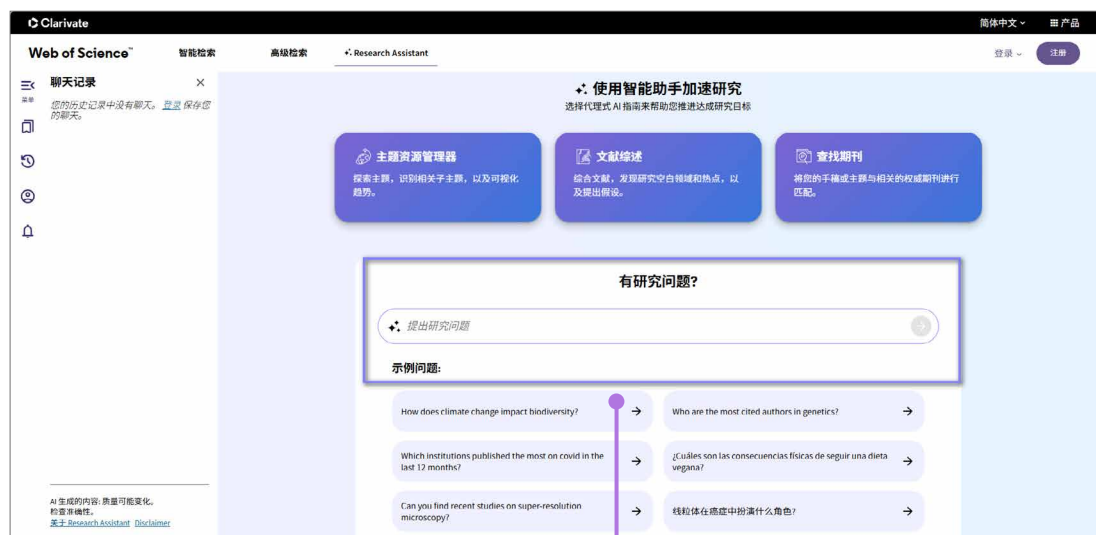 Clarivate
简体中文
产品
Web of Science™
智能检索
高级检索
Research Assistant
登录
注册
菜单
聊天记录
您的历史记录中没有聊天。登录 保存您
的聊天。
使用智能助手加速研究
选择代理式 AI 指南来帮助您推进达成研究目标
主题资源管理器
探索主题，识别相关子主题，以及可视化
趋势。
文献综述
综合文献，发现研究空白领域和热点，以
及提出假设。
查找期刊
将您的手稿或主题与相关的权威期刊进行
匹配。
有研究问题?
提出研究问题
示例问题:
How does climate change impact biodiversity?
Who are the most cited authors in genetics?
Which institutions published the most on covid in the
last 12 months?
¿Cuáles son las consecuencias físicas de seguir una dieta
vegana?
Can you find recent studies on super-resolution
microscopy?
线粒体在癌症中扮演什么角色?
AI 生成的内容: 质量可能变化。
检查准确性。
关于 Research Assistant Disclaimer